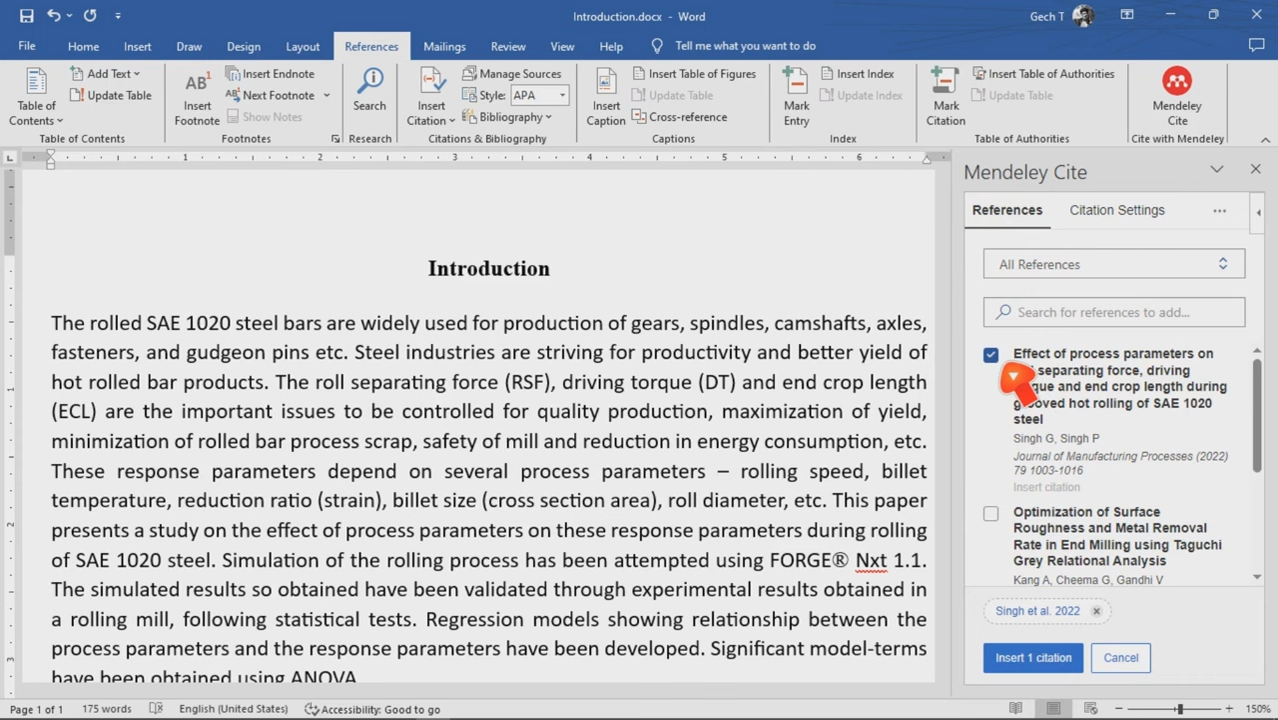 Introduction.docx - Word
Gech T
File Home Insert Draw Design Layout References Mailings Review View Help Tell me what you want to do
Table of Contents
Add Text
Update Table
Table of Contents
AB1
Insert Footnote
Insert Endnote
Next Footnote
Show Notes
Footnotes
Search
Research
Insert Citation
Manage Sources
Style: APA
Bibliography
Citations & Bibliography
Insert Caption
Insert Table of Figures
Update Table
Cross-reference
Captions
Mark Entry
Insert Index
Update Index
Index
Mark Citation
Insert Table of Authorities
Update Table
Table of Authorities
Mendeley Cite
Cite with Mendeley
1 2 3 4 5 6
1
2
3
Introduction
The rolled SAE 1020 steel bars are widely used for production of gears, spindles, camshafts, axles,
fasteners, and gudgeon pins etc. Steel industries are striving for productivity and better yield of
hot rolled bar products. The roll separating force (RSF), driving torque (DT) and end crop length
(ECL) are the important issues to be controlled for quality production, maximization of yield,
minimization of rolled bar process scrap, safety of mill and reduction in energy consumption, etc.
These response parameters depend on several process parameters – rolling speed, billet
temperature, reduction ratio (strain), billet size (cross section area), roll diameter, etc. This paper
presents a study on the effect of process parameters on these response parameters during rolling
of SAE 1020 steel. Simulation of the rolling process has been attempted using FORGE® Nxt 1.1.
The simulated results so obtained have been validated through experimental results obtained in
a rolling mill, following statistical tests. Regression models showing relationship between the
process parameters and the response parameters have been developed. Significant model-terms
have been obtained using ANOVA
Mendeley Cite
References Citation Settings
All References
Search for references to add...
Effect of process parameters on
separating force, driving
and end crop length during
hot rolling of SAE 1020
steel
Singh G, Singh P
Journal of Manufacturing Processes (2022)
79 1003-1016
Insert citation
Optimization of Surface
Roughness and Metal Removal
Rate in End Milling using Taguchi
Grey Relational Analysis
Kang A, Cheema G, Gandhi V
Singh et al. 2022
Insert 1 citation Cancel
Page 1 of 1 175 words English (United States) Accessibility: Good to go 150%